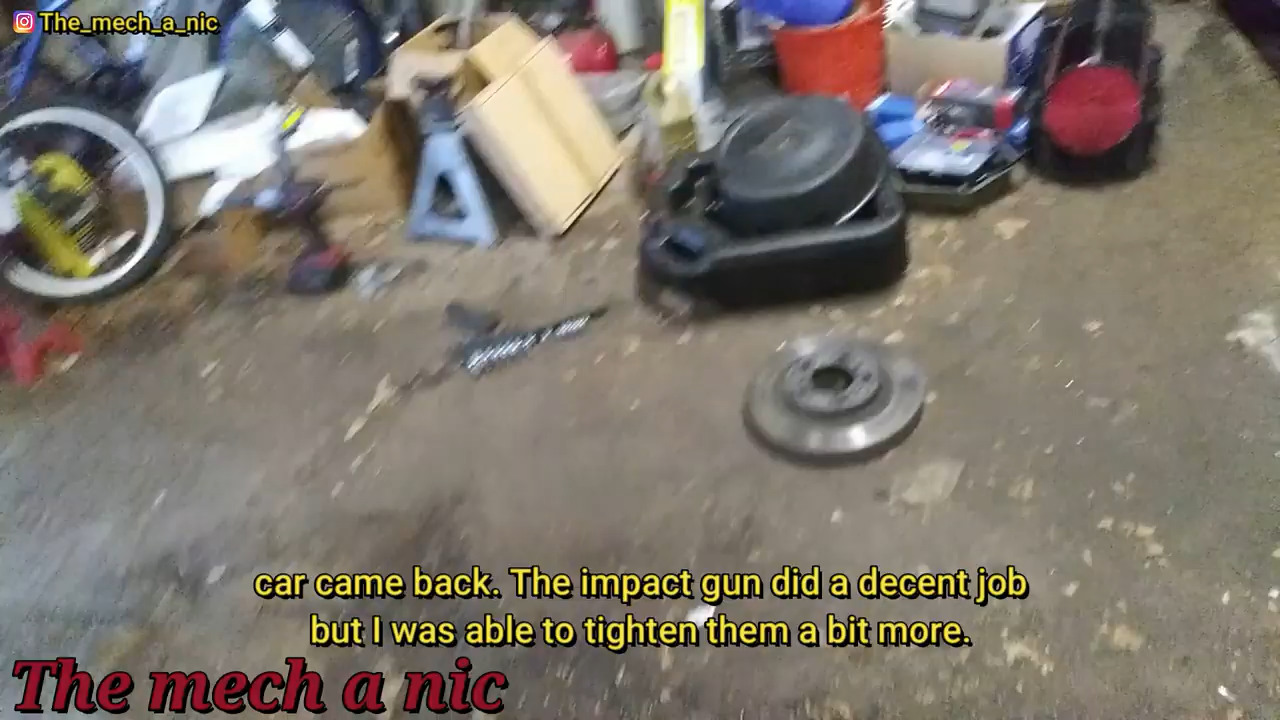 The_mech_a_nic
car came back. The impact gun did a decent job
but I was able to tighten them a bit more.
The mech a nic